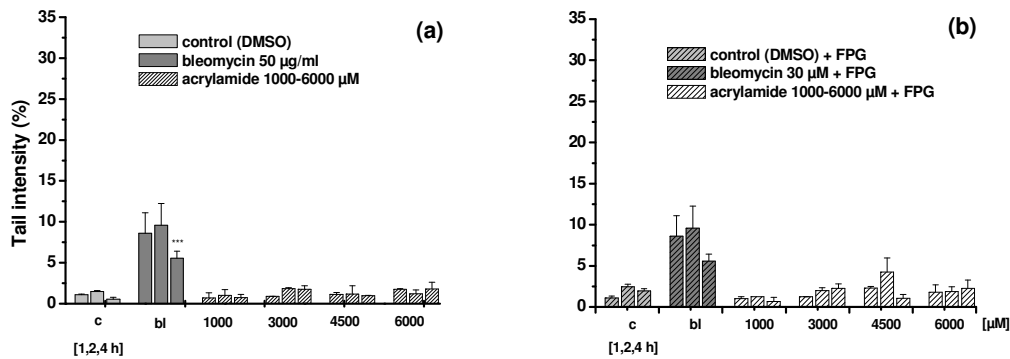 (a)
control (DMSO)
bleomycin 50 µg/ml
acrylamide 1000-6000 µM
Tail intensity (%)
35
30
25
20
15
10
5
0
***
c
bl
1000
3000
4500
6000
[1,2,4 h]
(b)
control (DMSO) + FPG
bleomycin 30 µM + FPG
acrylamide 1000-6000 µM + FPG
35
30
25
20
15
10
5
0
c
bl
1000
3000
4500
6000
[µM]
[1,2,4 h]